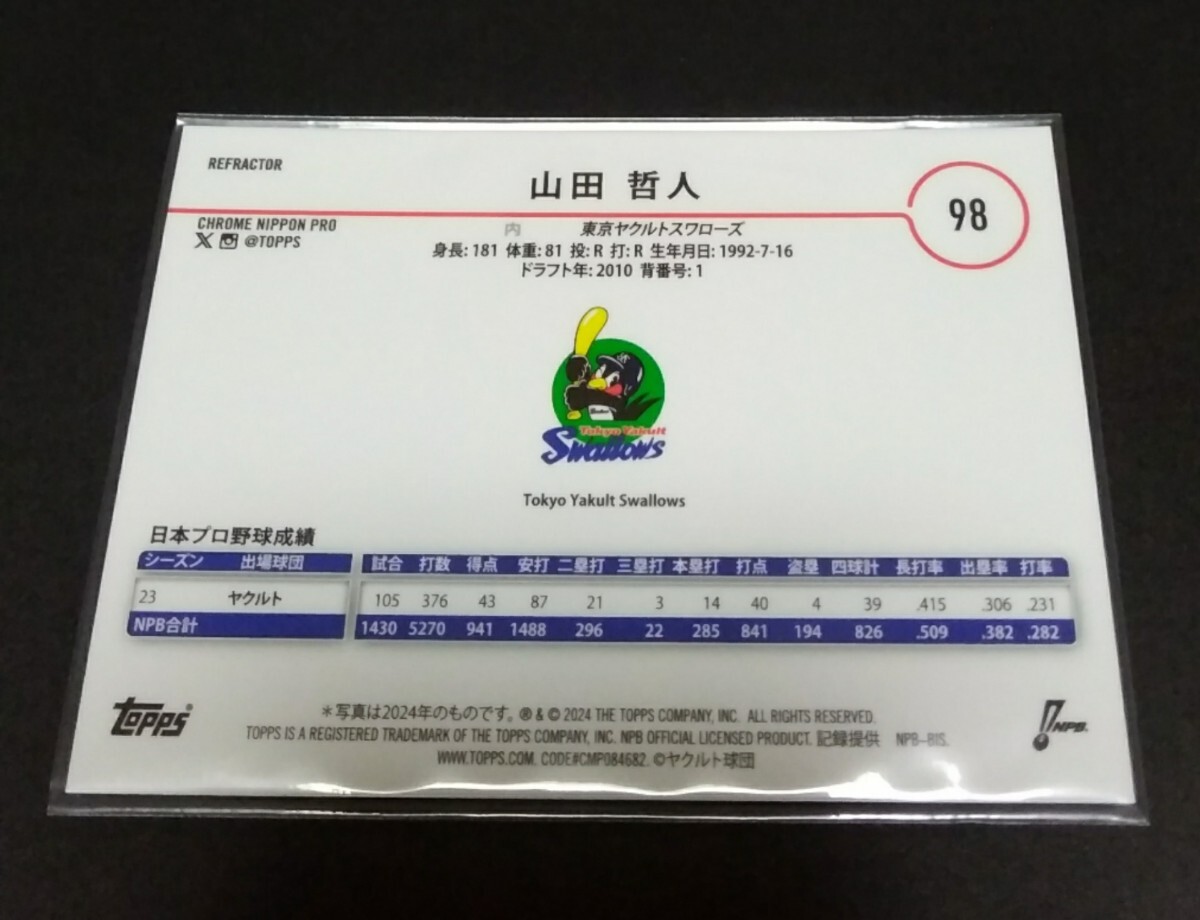 REFRACTOR
山田 哲人
98
CHROME NIPPON PRO
@TOPPS
内 東京ヤクルトスワローズ
身長: 181 体重: 81 投: R 打: R 生年月日: 1992-7-16
ドラフト年: 2010 背番号: 1
Tokyo Yakult
Swallows
Tokyo Yakult Swallows
日本プロ野球成績
シーズン 出場球団 試合 打数 得点 安打 二塁打 三塁打 本塁打 打点 盗塁 四球計 長打率 出塁率 打率
23 ヤクルト 105 376 43 87 21 3 14 40 4 39 .415 .306 .231
NPB合計 1430 5270 941 1488 296 22 285 841 194 826 .509 .382 .282
topps®
*写真は2024年のものです。® & © 2024 THE TOPPS COMPANY, INC. ALL RIGHTS RESERVED.
TOPPS IS A REGISTERED TRADEMARK OF THE TOPPS COMPANY, INC. NPB OFFICIAL LICENSED PRODUCT. 記録提供 NPB-BIS.
WWW.TOPPS.COM. CODE#CMP084682. ©ヤクルト球団
NPB